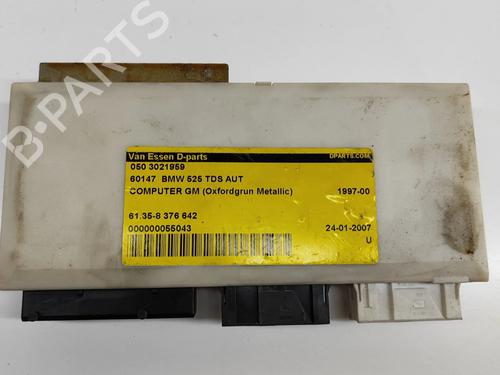 B-PARTS
Van Essen D-parts DPARTS.COM
050 3021959
60147 BMW 525 TDS AUT
COMPUTER GM (Oxfordgrun Metallic) 1997-00
61.35-8 376 642
000000055043 24-01-2007
U